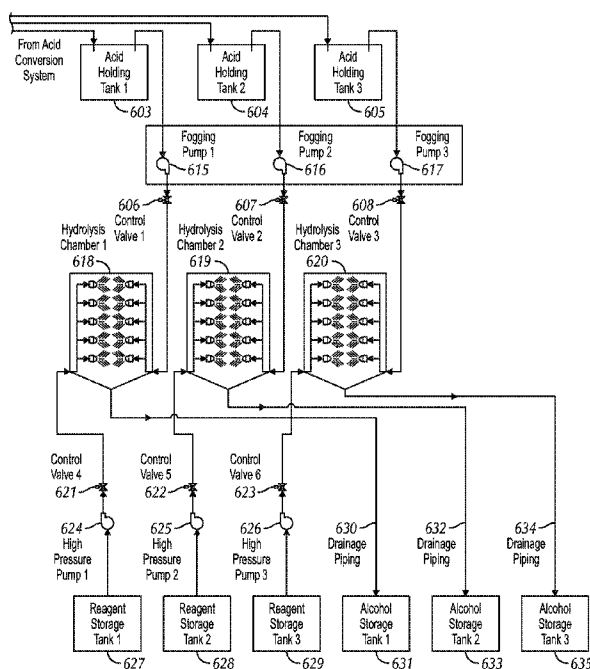 From Acid
Conversion
System
Acid
Holding
Tank 1
603
Acid
Holding
Tank 2
604
Acid
Holding
Tank 3
605
Fogging
Pump 1
615
Fogging
Pump 2
616
Fogging
Pump 3
617
606
Control
Valve 1
607
Control
Valve 2
608
Control
Valve 3
Hydrolysis
Chamber 1
618
Hydrolysis
Chamber 2
619
Hydrolysis
Chamber 3
620
Control
Valve 4
621
Control
Valve 5
622
Control
Valve 6
623
624
High
Pressure
Pump 1
625
High
Pressure
Pump 2
626
High
Pressure
Pump 3
630
Drainage
Piping
632
Drainage
Piping
634
Drainage
Piping
Reagent
Storage
Tank 1
627
Reagent
Storage
Tank 2
628
Reagent
Storage
Tank 3
629
Alcohol
Storage
Tank 1
631
Alcohol
Storage
Tank 2
633
Alcohol
Storage
Tank 3
635